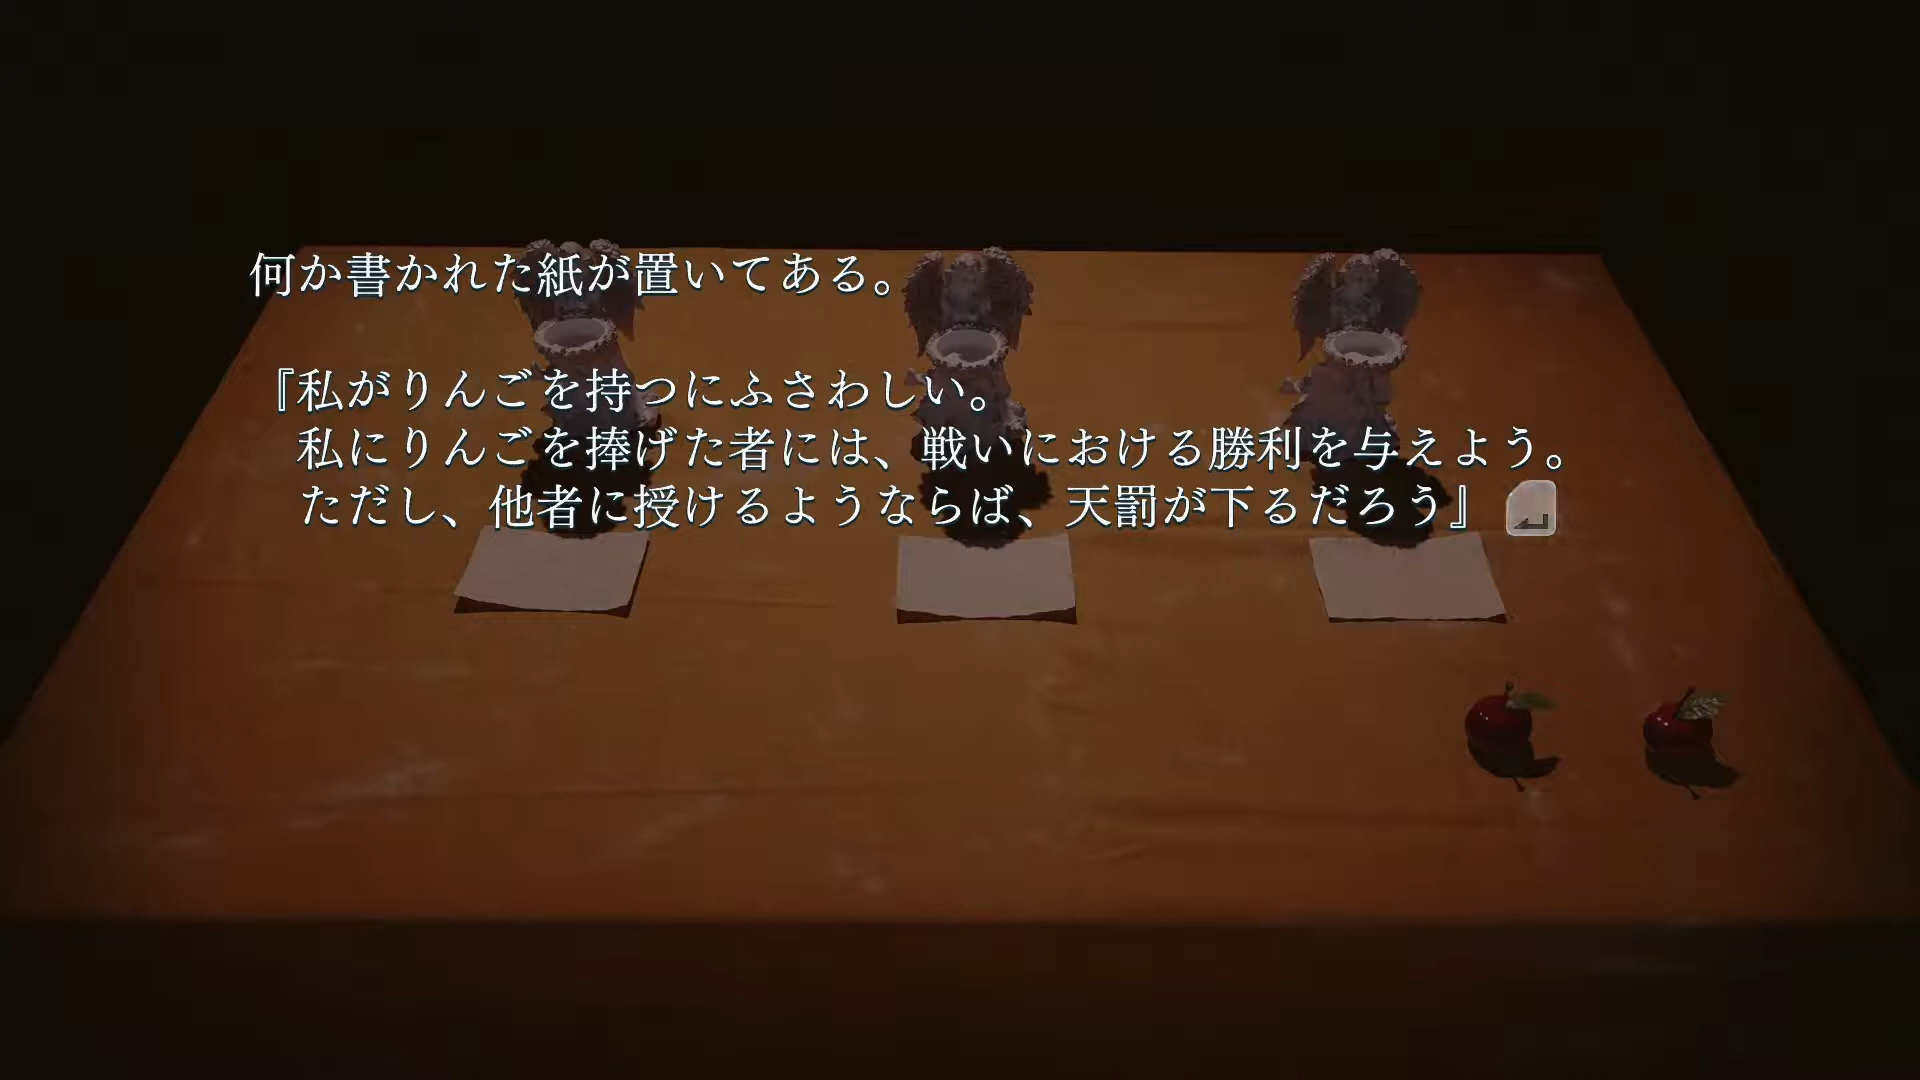 何か書かれた紙が置いてある。
『私がりんごを持つにふさわしい。
私にりんごを捧げた者には、戦いにおける勝利を与えよう。
ただし、他者に授けるようならば、天罰が下るだろう』